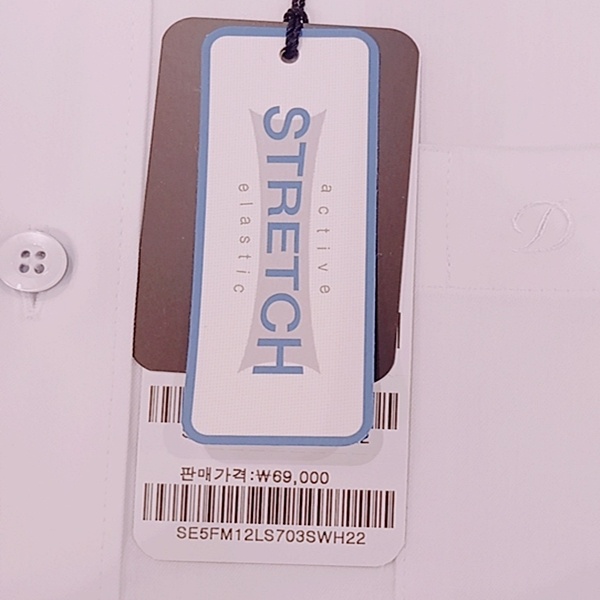 STRETCH
active
elastic
판매가격:₩69,000
SE5FM12LS703SWH22
D